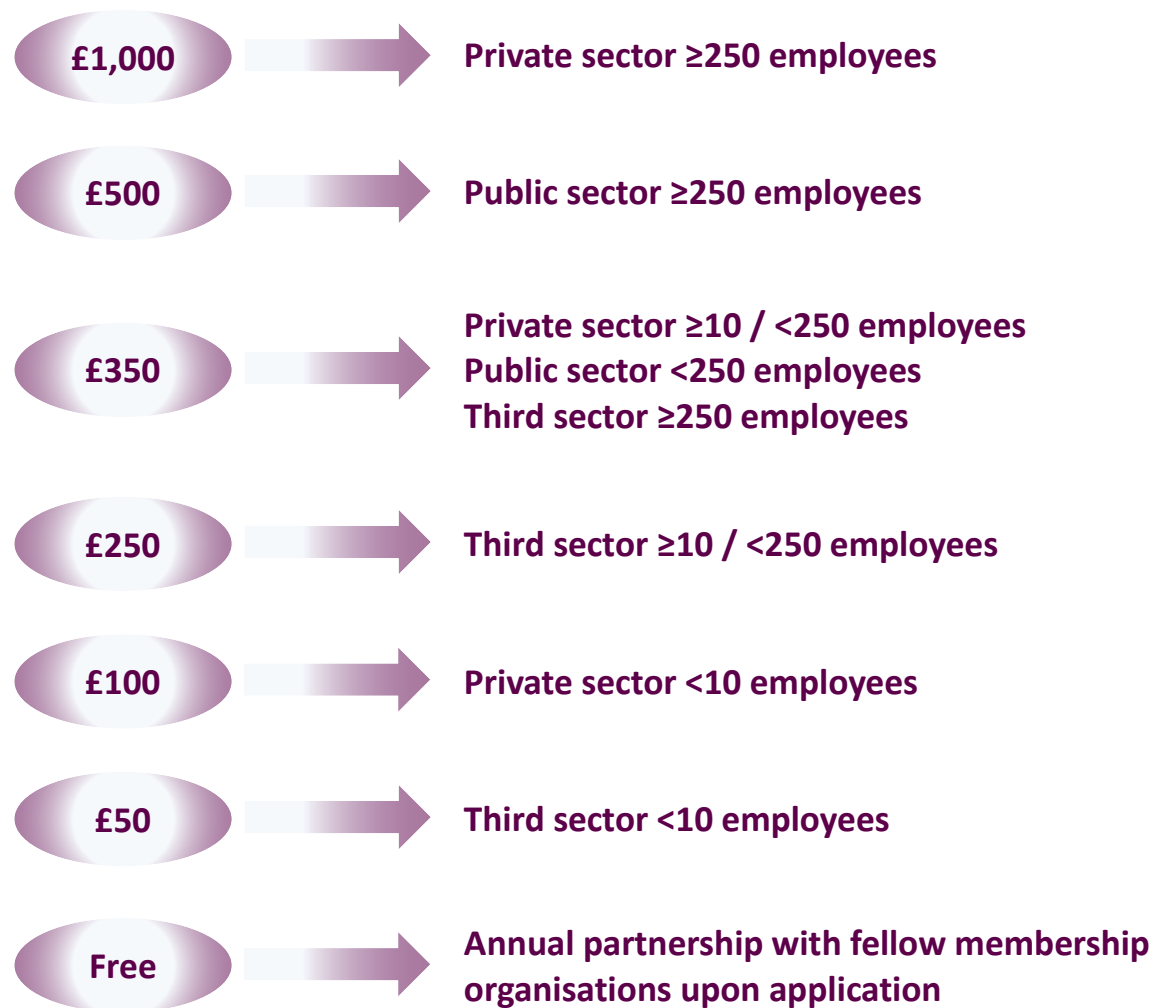 £1,000
Private sector ≥250 employees
£500
Public sector ≥250 employees
£350
Private sector ≥10 / <250 employees
Public sector <250 employees
Third sector ≥250 employees
£250
Third sector ≥10 / <250 employees
£100
Private sector <10 employees
£50
Third sector <10 employees
Free
Annual partnership with fellow membership
organisations upon application